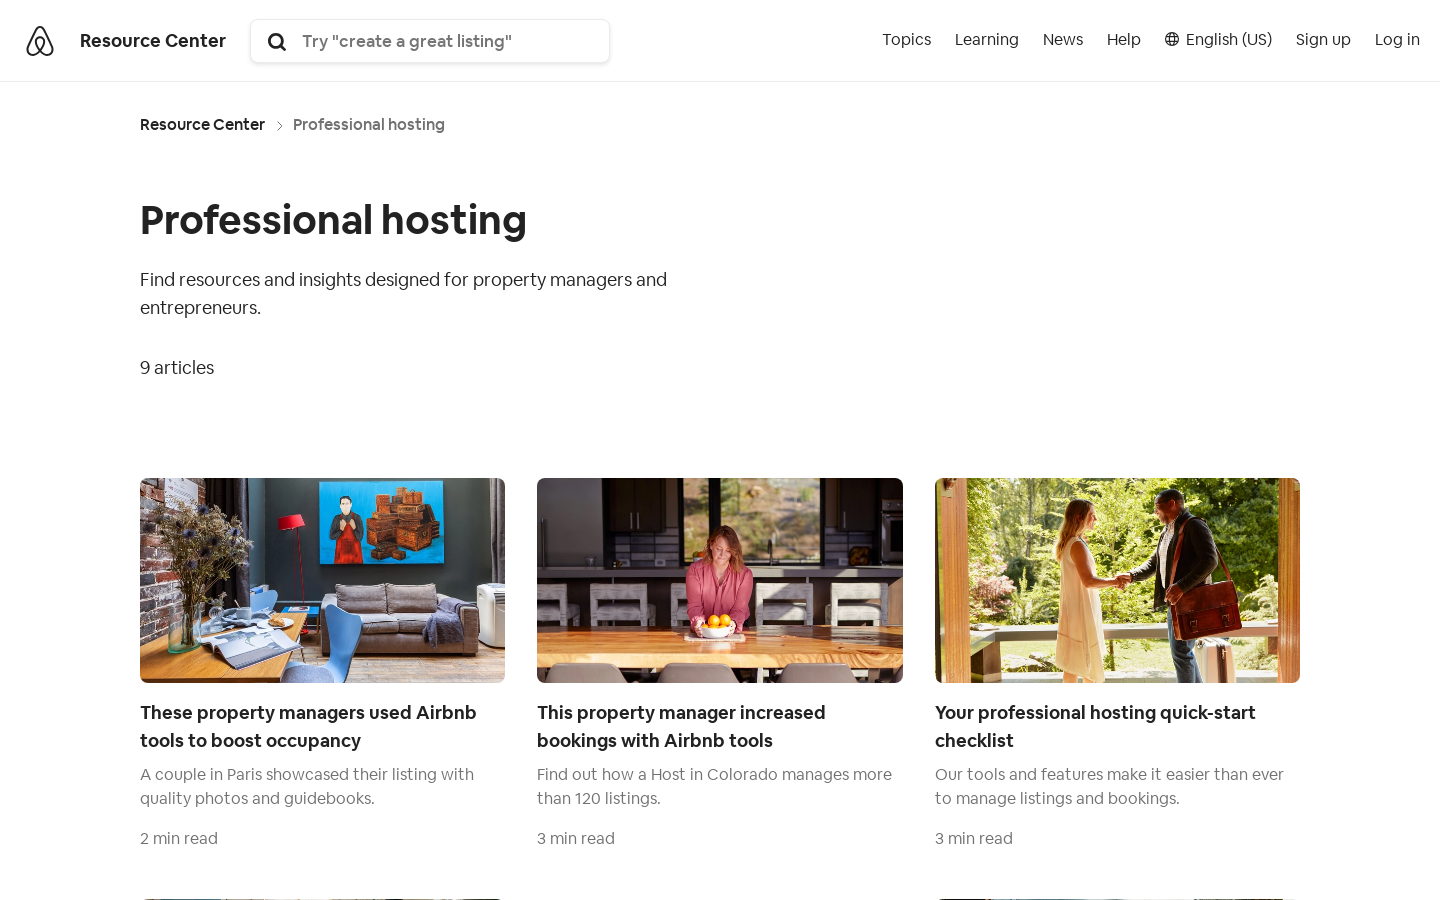 Resource Center
Try "create a great listing"
Topics
Learning
News
Help
English (US)
Sign up
Log in
Resource Center
Professional hosting
Professional hosting
Find resources and insights designed for property managers and
entrepreneurs.
9 articles
These property managers used Airbnb
tools to boost occupancy
A couple in Paris showcased their listing with
quality photos and guidebooks.
2 min read
This property manager increased
bookings with Airbnb tools
Find out how a Host in Colorado manages more
than 120 listings.
3 min read
Your professional hosting quick-start
checklist
Our tools and features make it easier than ever
to manage listings and bookings.
3 min read